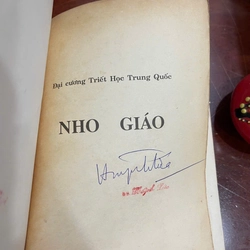 Đại cương Triết Học Trung Quốc
NHO GIÁO